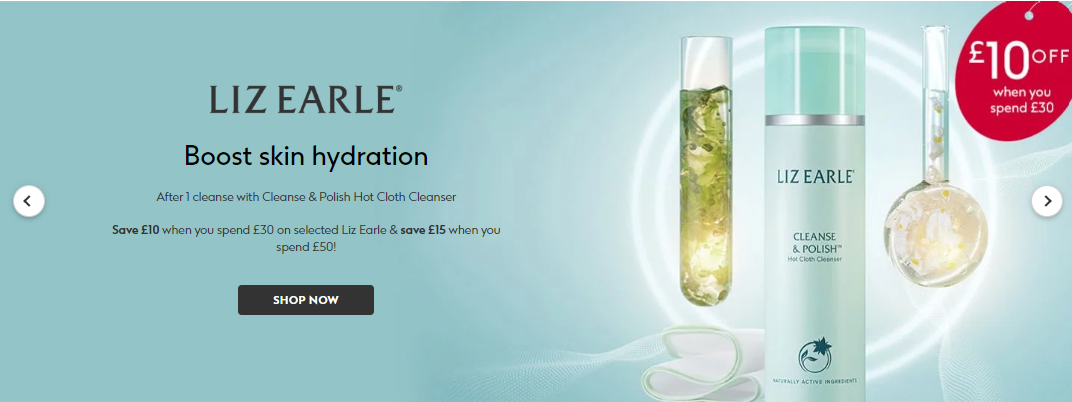 LIZ EARLE®
Boost skin hydration
After 1 cleanse with Cleanse & Polish Hot Cloth Cleanser
Save £10 when you spend £30 on selected Liz Earle & save £15 when you
spend £50!
SHOP NOW
LIZ EARLE®
CLEANSE
& POLISH™
Hot Cloth Cleanser
NATURALLY ACTIVE INGREDIENTS
£10 OFF
when you
spend £30